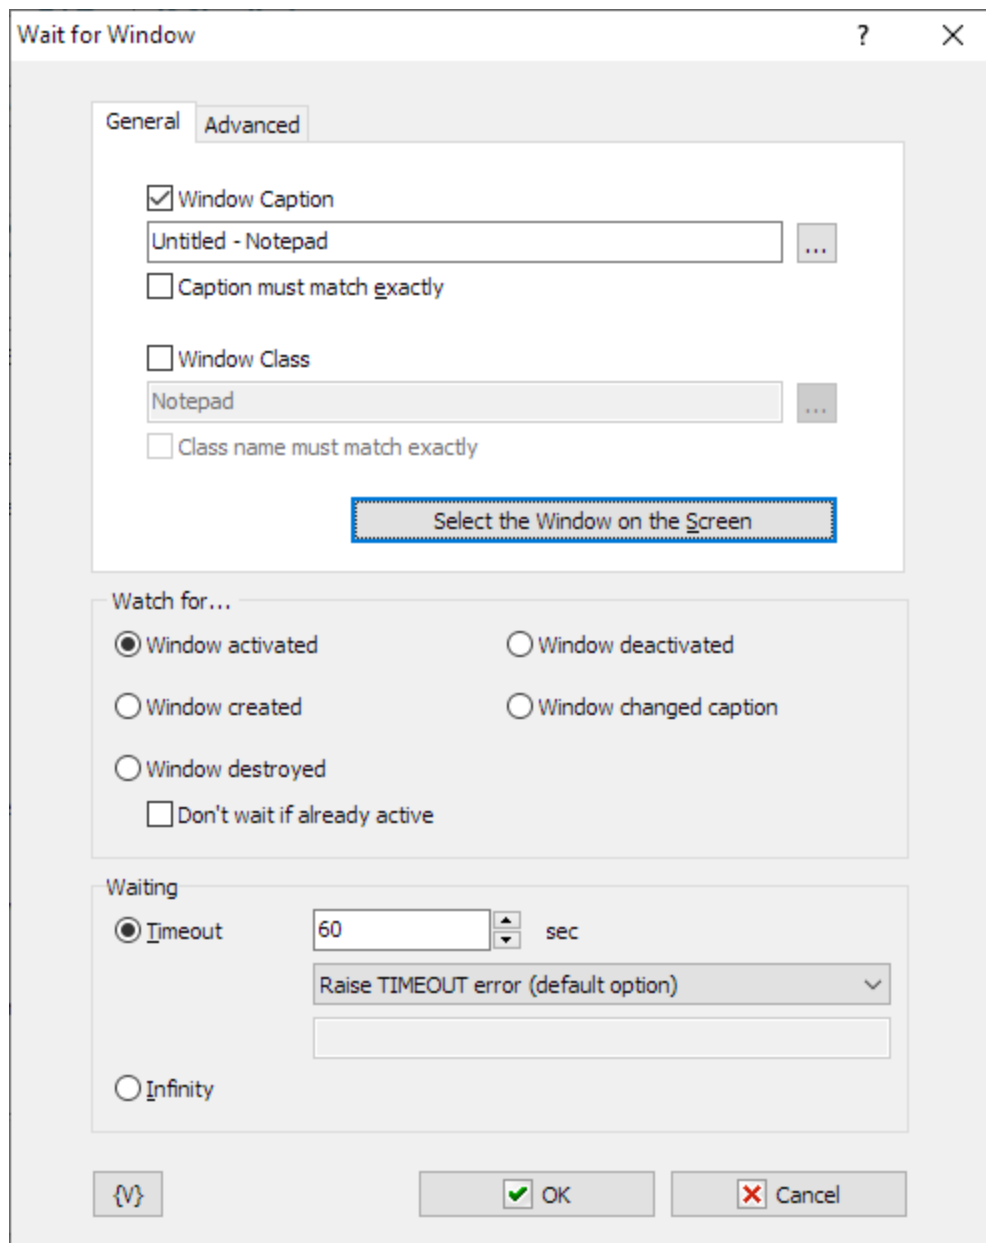 Wait for Window ?
General Advanced
Window Caption
Untitled - Notepad ...
Caption must match exactly
Window Class
Notepad ...
Class name must match exactly
Select the Window on the Screen
Watch for...
Window activated Window deactivated
Window created Window changed caption
Window destroyed
Don't wait if already active
Waiting
Timeout 60 sec
Raise TIMEOUT error (default option)
Infinity
{V} OK Cancel